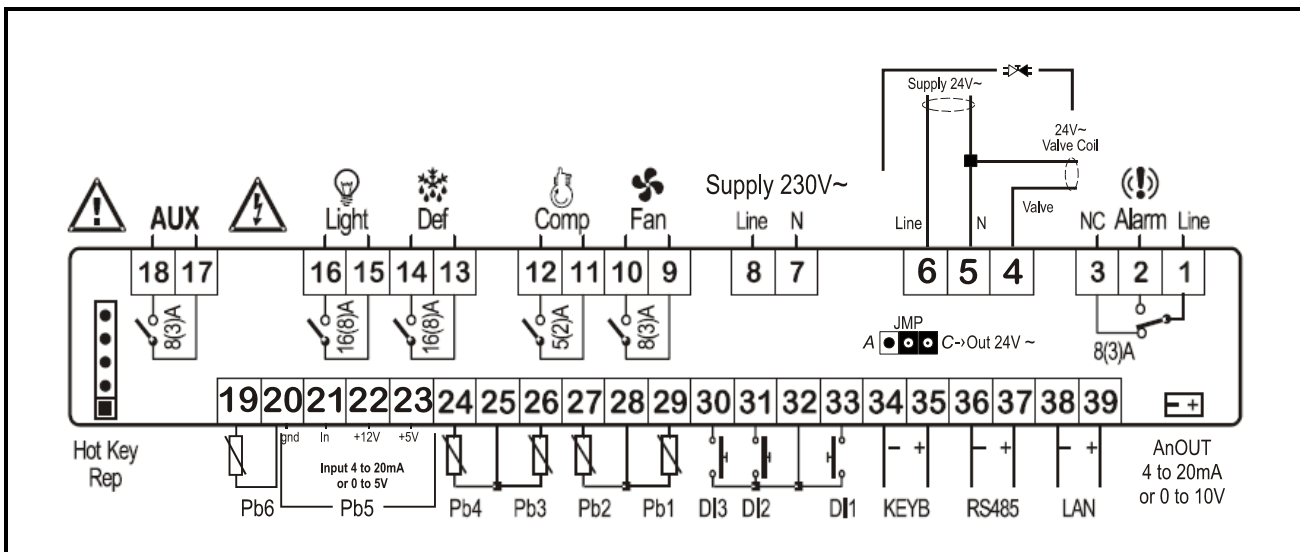 Supply 24V~
24V~
Valve Coil
AUX
Light
Def
Comp
Fan
Supply 230V~
Line N
Line N Valve
NC Alarm Line
18 17
16 15 14 13
12 11 10 9
8 7
6 5 4
3 2 1
8(3)A
16(8)A
16(8)A
5(2)A
8(3)A
JMP
A C->Out 24V ~
8(3)A
19 20 21 22 23 24 25 26 27 28 29 30 31 32 33 34 35 36 37 38 39
gnd In +12V +5V
Input 4 to 20mA
or 0 to 5V
- +
- +
- +
- +
Hot Key
Rep
Pb6 Pb5 Pb4 Pb3 Pb2 Pb1 DI3 DI2 DI1 KEYB RS485 LAN
AnOUT
4 to 20mA
or 0 to 10V